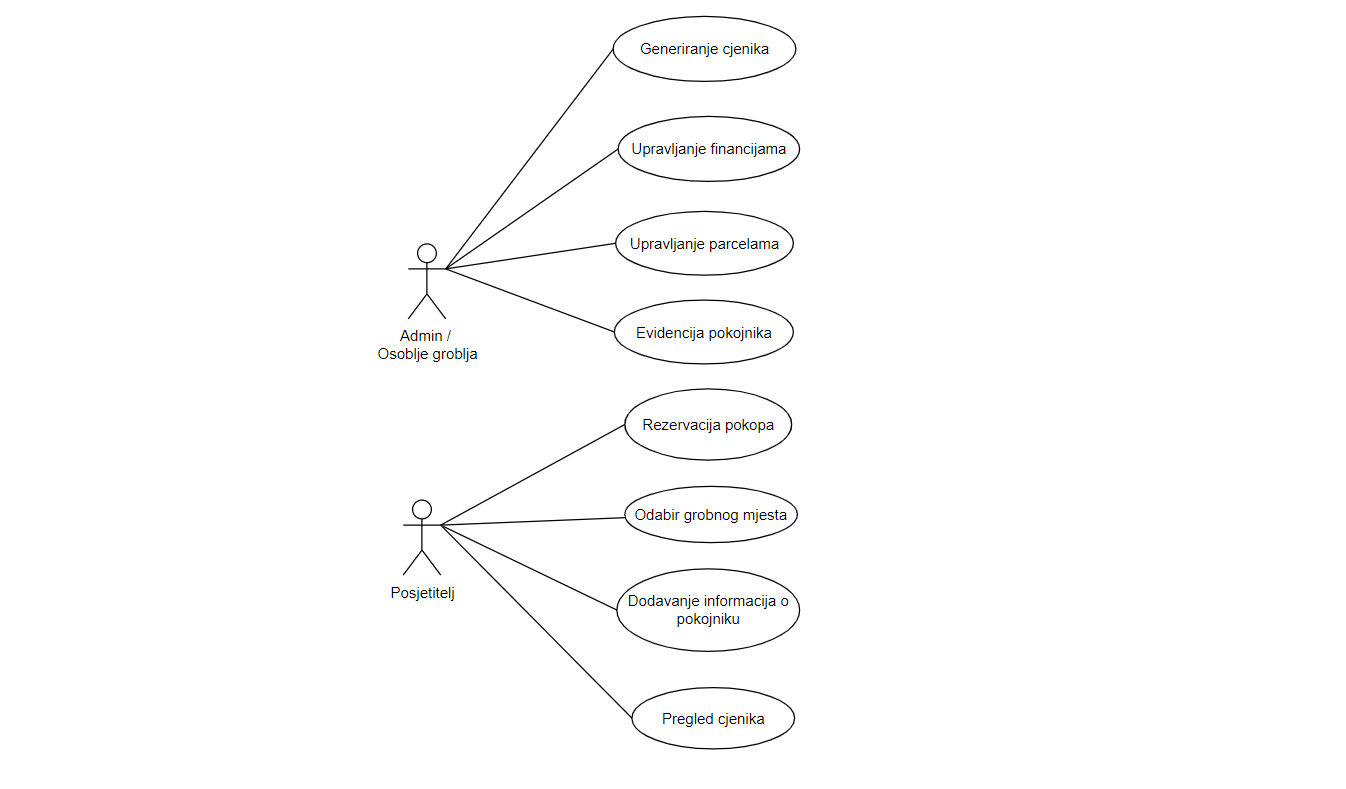 Generiranje cjenika
Upravljanje financijama
Upravljanje parcelama
Evidencija pokojnika
Admin /
Osoblje groblja
Rezervacija pokopa
Odabir grobnog mjesta
Dodavanje informacija o
pokojniku
Pregled cjenika
Posjetitelj